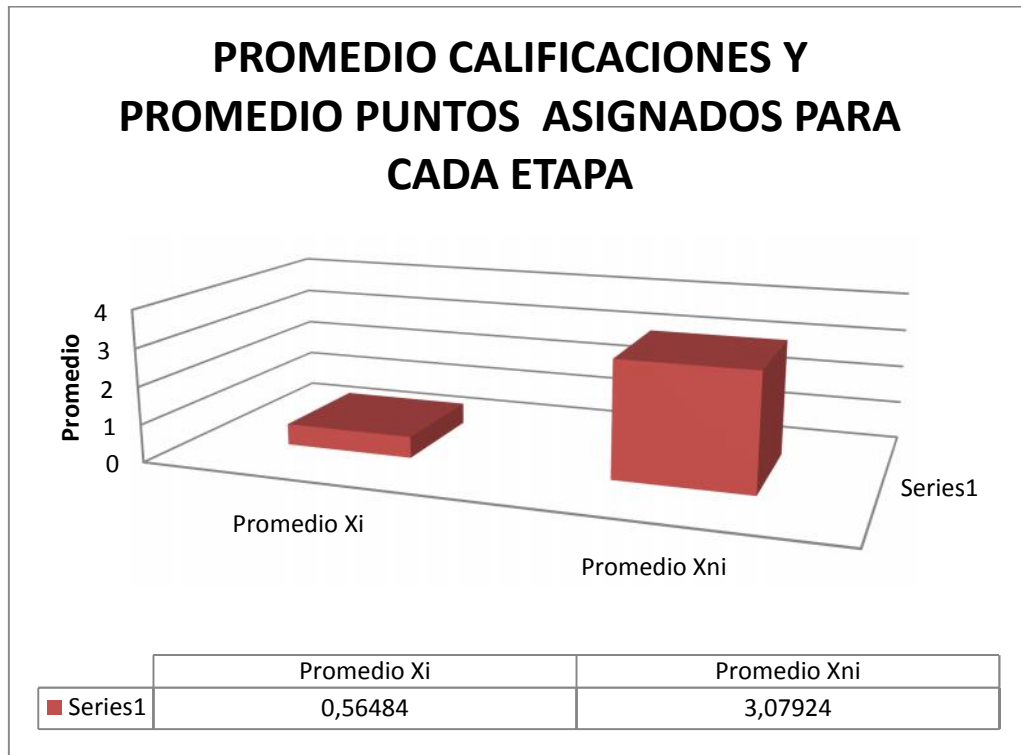 PROMEDIO CALIFICACIONES Y
PROMEDIO PUNTOS ASIGNADOS PARA
CADA ETAPA
Promedio
4
3
2
1
0
Series1
Promedio Xi
Promedio Xni
Promedio Xi Promedio Xni
Series1 0,56484 3,07924